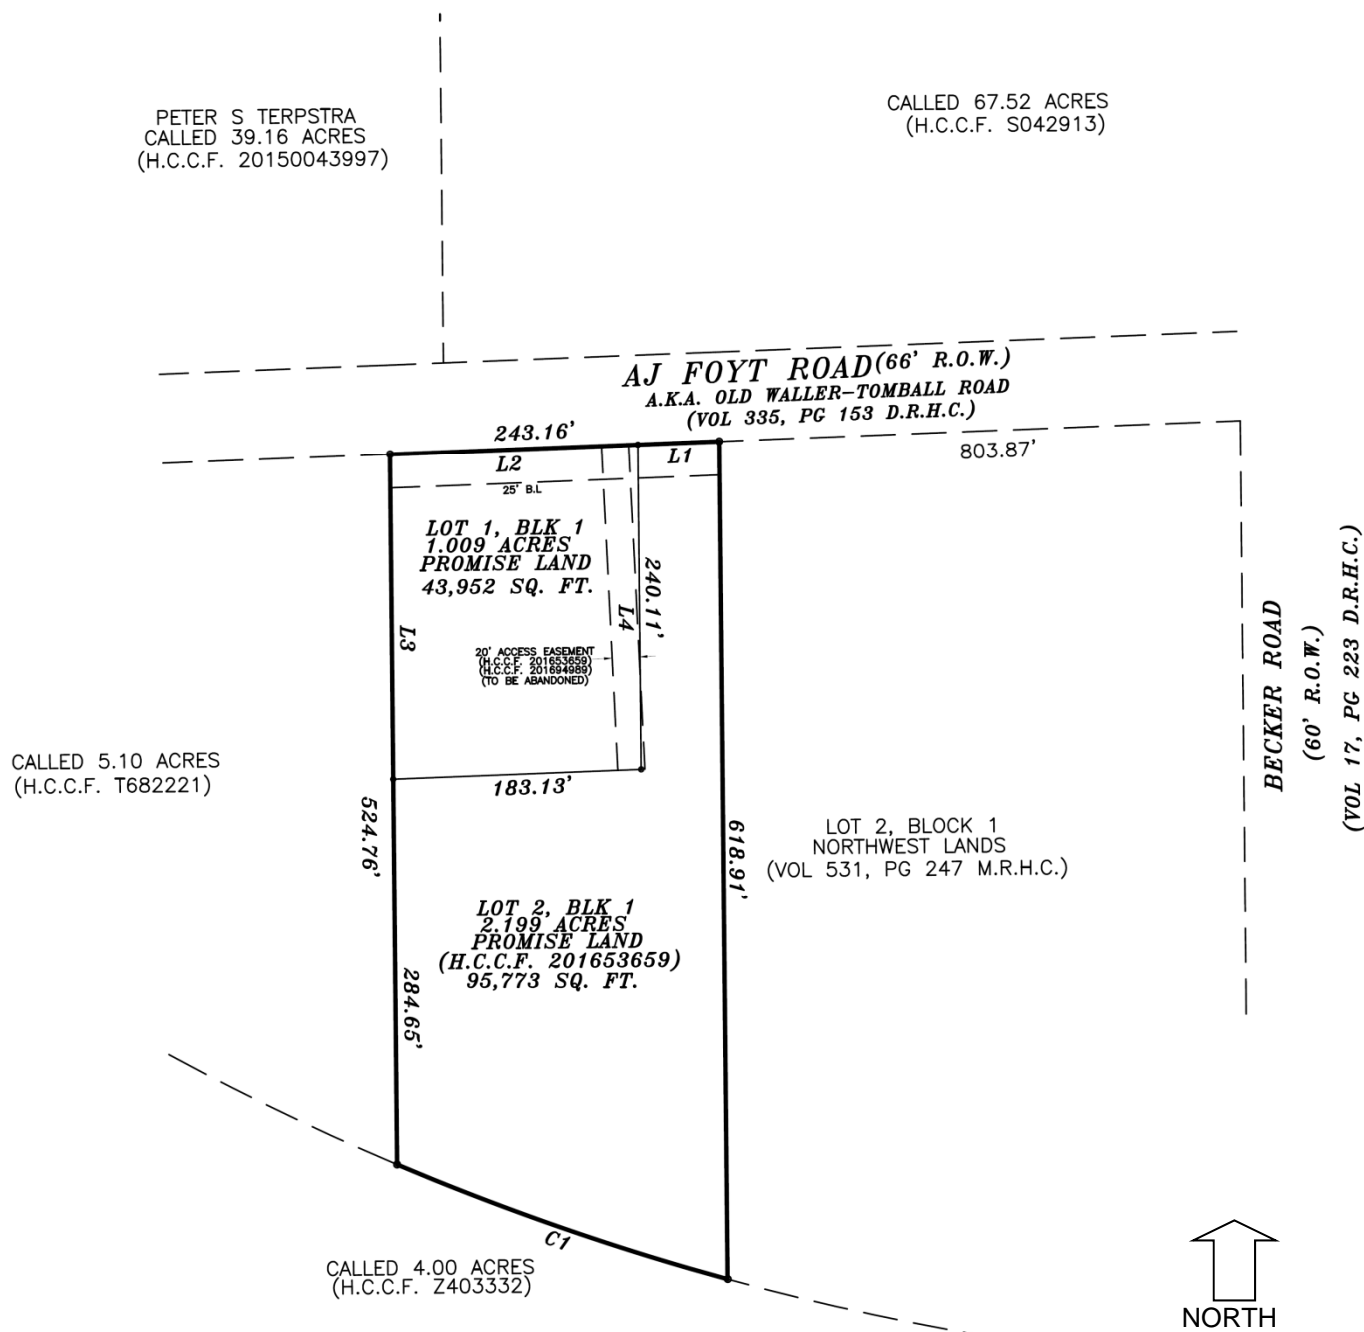 PETER S TERPSTRA
CALLED 39.16 ACRES
(H.C.C.F. 20150043997)
CALLED 67.52 ACRES
(H.C.C.F. S042913)
AJ FOYT ROAD (66' R.O.W.)
A.K.A. OLD WALLER-TOMBALL ROAD
(VOL 335, PG 153 D.R.H.C.)
243.16'
803.87'
L2
L1
25' B.L
LOT 1, BLK 1
1.009 ACRES
PROMISE LAND
43,952 SQ. FT.
240.11'
L4
L3
20' ACCESS EASEMENT
(H.C.C.F. 201653659)
(H.C.C.F. 201694989)
(TO BE ABANDONED)
BECKER ROAD
(60' R.O.W.)
(VOL 17, PG 223 D.R.H.C.)
CALLED 5.10 ACRES
(H.C.C.F. T682221)
183.13'
524.76'
618.91'
LOT 2, BLOCK 1
NORTHWEST LANDS
(VOL 531, PG 247 M.R.H.C.)
LOT 2, BLK 1
2.199 ACRES
PROMISE LAND
(H.C.C.F. 201653659)
95,773 SQ. FT.
284.65'
C1
CALLED 4.00 ACRES
(H.C.C.F. Z403332)
NORTH